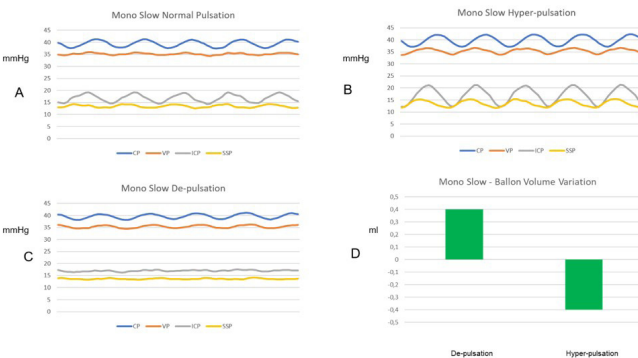 Mono Slow Normal Pulsation
45
40
35
30
25
20
15
10
5
0
mmHg
A
CP VP ICP SSP
Mono Slow Hyper-pulsation
45
40
35
30
25
20
15
10
5
0
mmHg
B
CP VP ICP SSP
Mono Slow De-pulsation
45
40
35
30
25
20
15
10
5
0
mmHg
C
CP VP ICP SSP
Mono Slow - Ballon Volume Variation
0,5
0,4
0,3
0,2
0,1
0
-0,1
-0,2
-0,3
-0,4
-0,5
ml
D
De-pulsation Hyper-pulsation